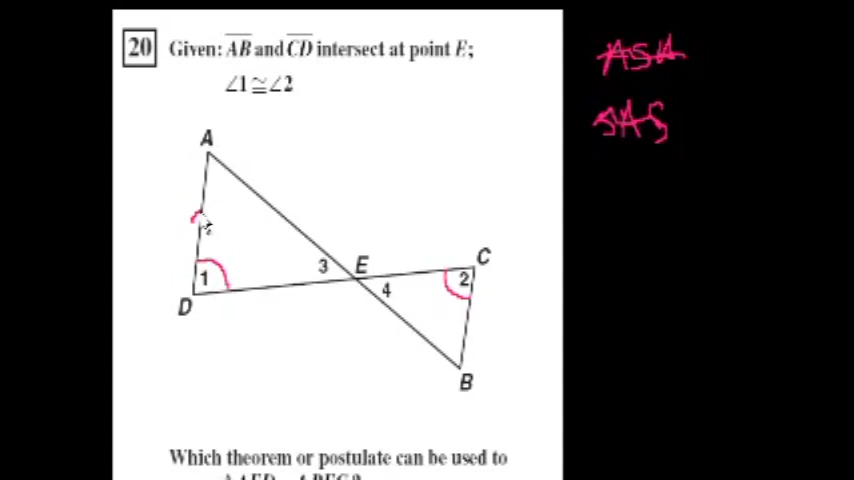 20 Given: AB and CD intersect at point E;
∠1 ≅ ∠2
ASA
SAS
A
3 E C
1 4 2
D
B
Which theorem or postulate can be used to